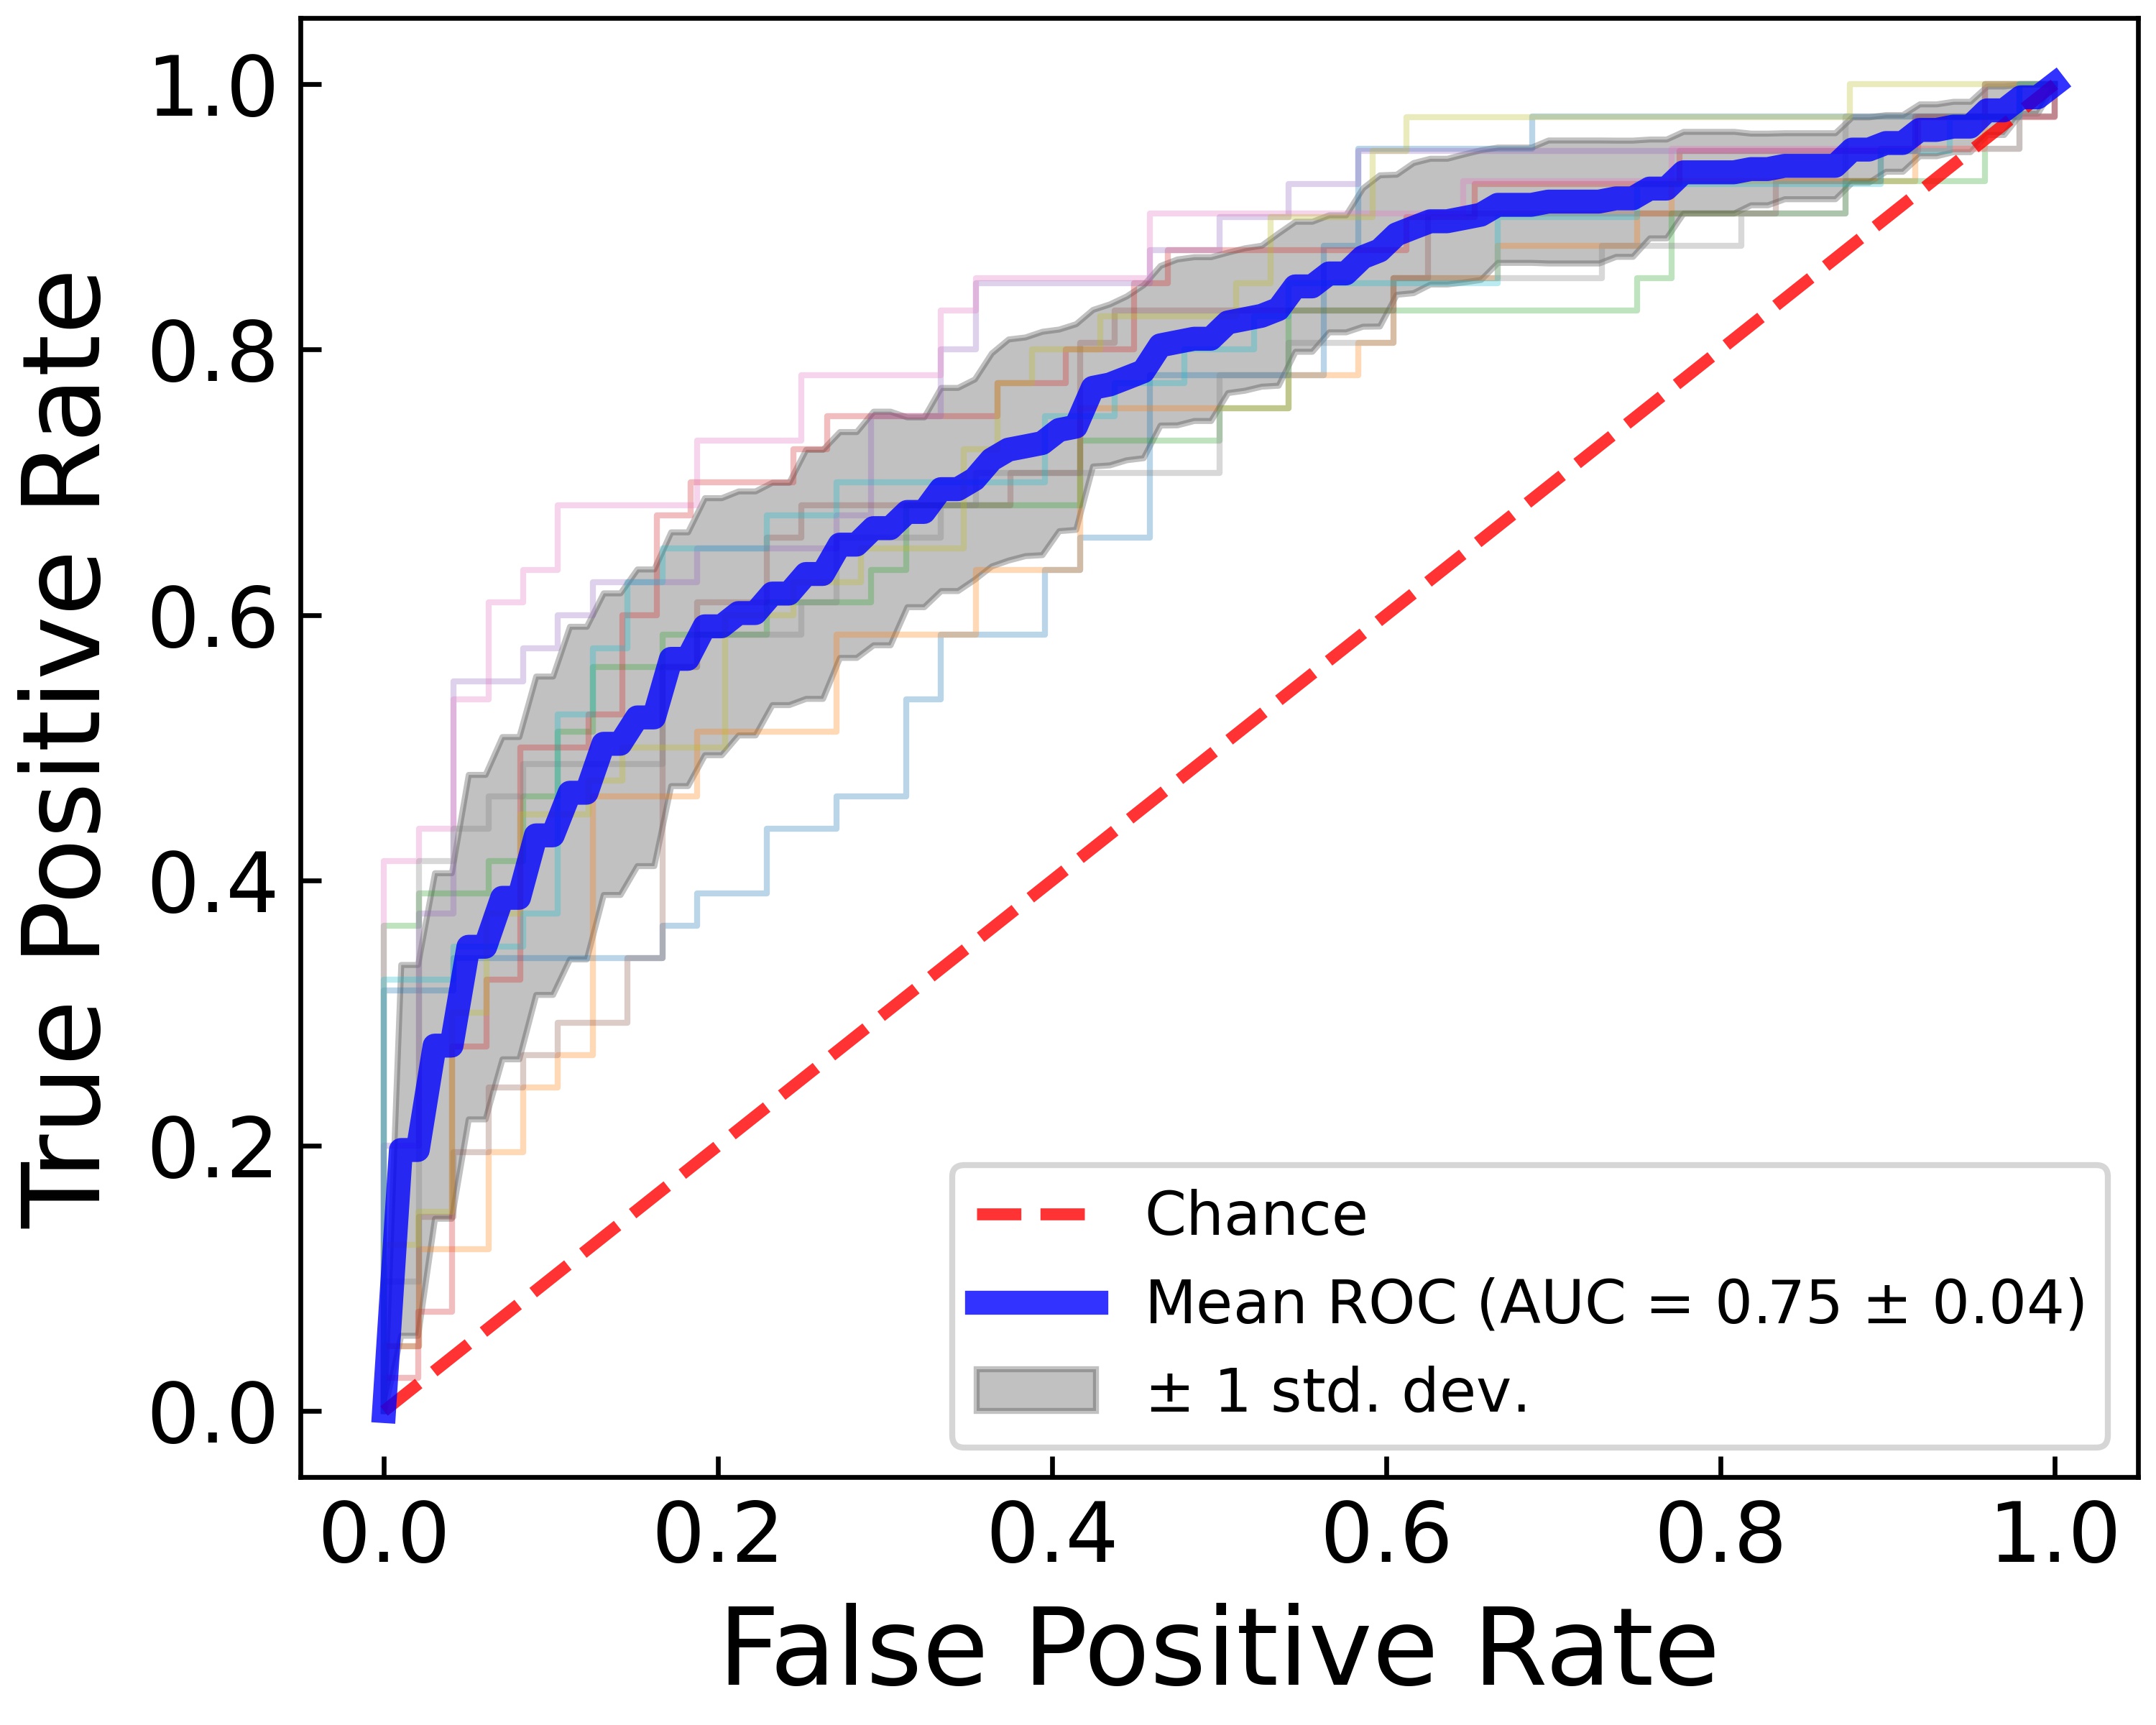 True Positive Rate
1.0
0.8
0.6
0.4
0.2
0.0
Chance
Mean ROC (AUC = 0.75 ± 0.04)
± 1 std. dev.
0.0 0.2 0.4 0.6 0.8 1.0
False Positive Rate